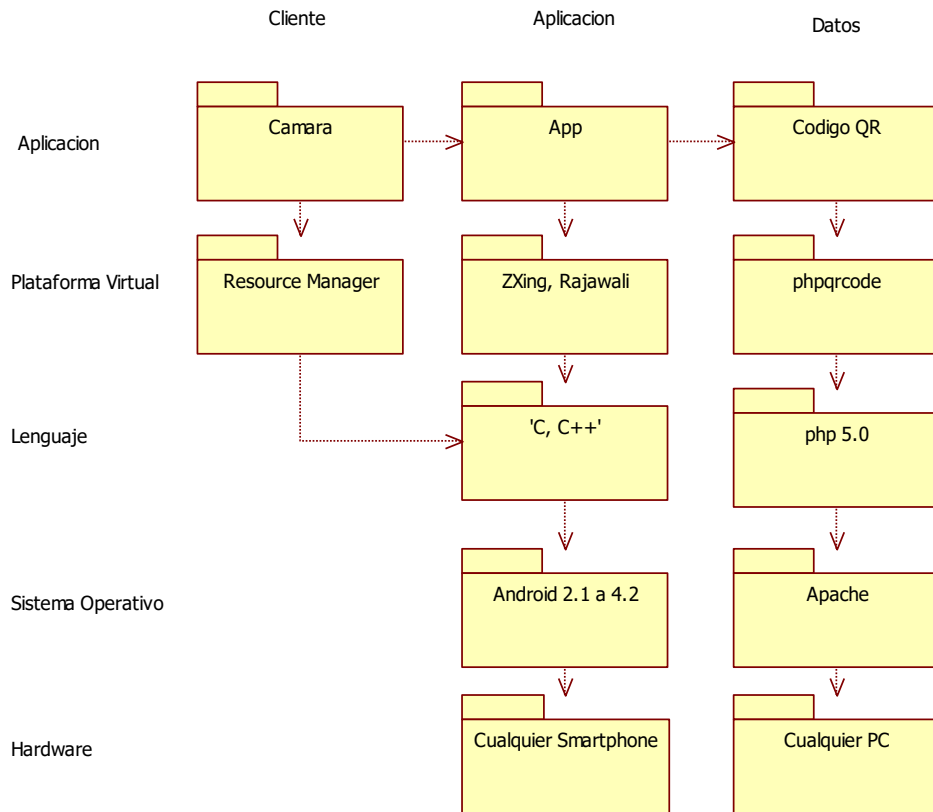 Cliente
Aplicacion
Datos
Aplicacion
Camara
App
Codigo QR
Plataforma Virtual
Resource Manager
ZXing, Rajawali
phpqrcode
Lenguaje
'C, C++'
php 5.0
Sistema Operativo
Android 2.1 a 4.2
Apache
Hardware
Cualquier Smartphone
Cualquier PC